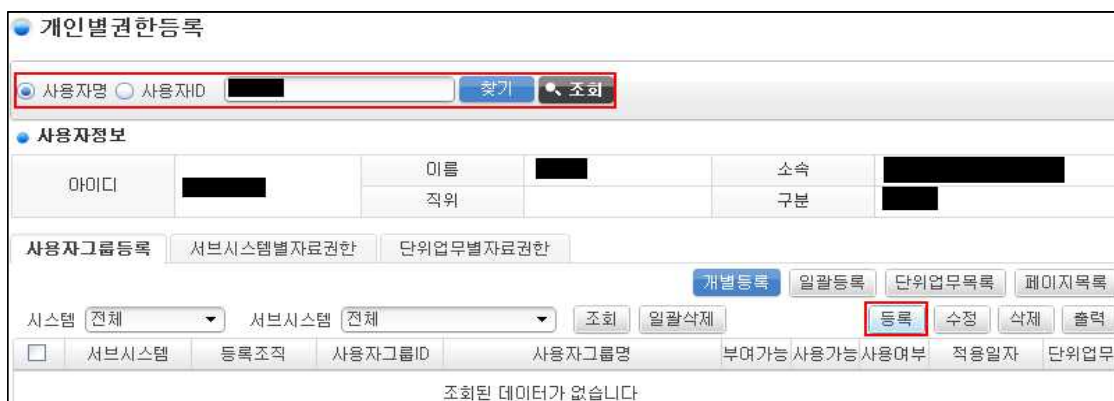 개인별권한등록
사용자명 사용자ID 찾기 조회
사용자정보
아이디 이름 소속
직위 구분
사용자그룹등록 서브시스템별자료권한 단위업무별자료권한
개별등록 일괄등록 단위업무목록 페이지목록
시스템 전체 서브시스템 전체 조회 일괄삭제 등록 수정 삭제 출력
서브시스템 등록조직 사용자그룹ID 사용자그룹명 부여가능 사용가능 사용여부 적용일자 단위업무
조회된 데이터가 없습니다